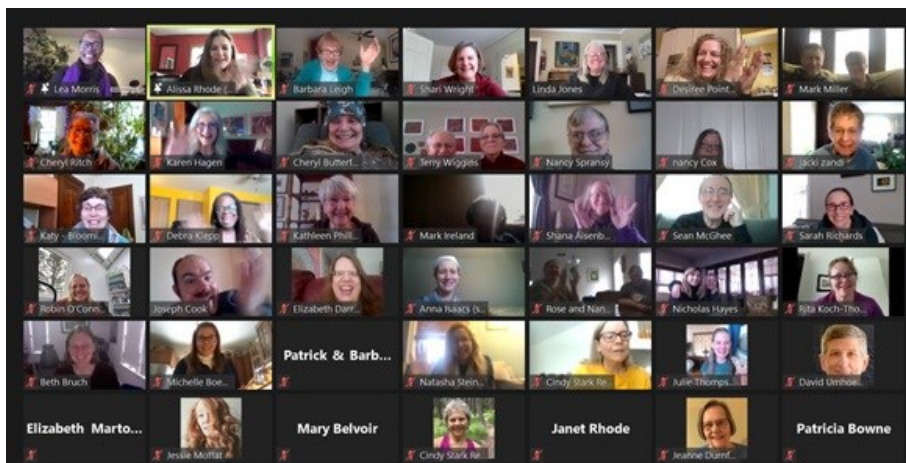 Lea Morris
Alissa Rhode (...
Barbara Leigh
Shari Wright
Linda Jones
Desiree Point...
Mark Miller
Cheryl Ritch
Karen Hagen
Cheryl Butterf...
Terry Wiggins
Nancy Spransy
nancy Cox
Jacki zandi
Katy - Bloomi...
Debra Klepp
Kathleen Phill...
Mark Ireland
Shana Aisenb...
Sean McGhee
Sarah Richards
Robin O'Conn...
Joseph Cook
Elizabeth Darr...
Anna Isaacs (s...
Rose and Nan...
Nicholas Hayes
Rita Koch-Tho...
Beth Bruch
Michelle Boe...
Patrick & Barb...
Natasha Stein...
Cindy Stark Re...
Julie Thomps...
David Umhoe...
Elizabeth Marto...
Jessie Moffat
Mary Belvoir
Cindy Stark Re...
Janet Rhode
Jeanne Durnf...
Patricia Bowne